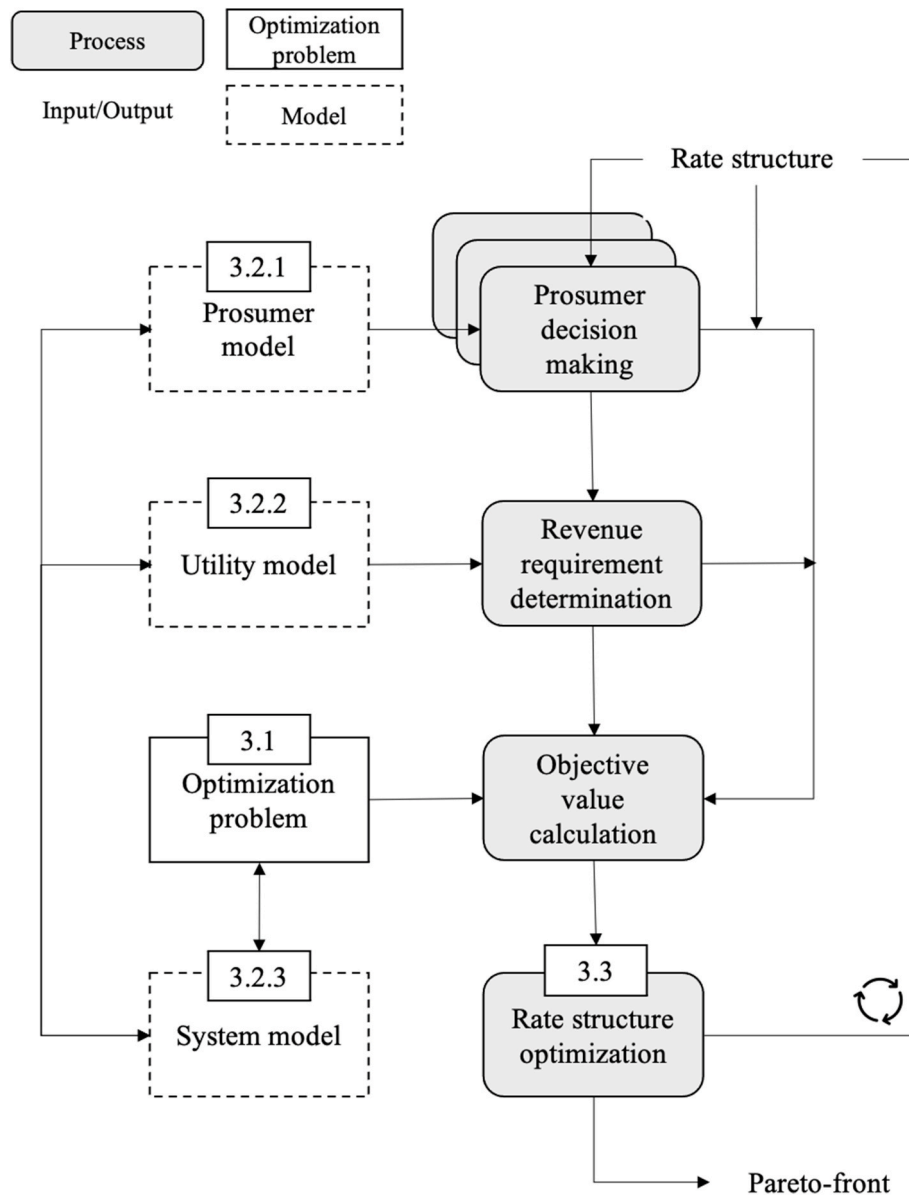 Process
Optimization
problem
Input/Output
Model
Rate structure
3.2.1
Prosumer
model
Prosumer
decision
making
3.2.2
Utility model
Revenue
requirement
determination
3.1
Optimization
problem
Objective
value
calculation
3.2.3
System model
3.3
Rate structure
optimization
Pareto-front